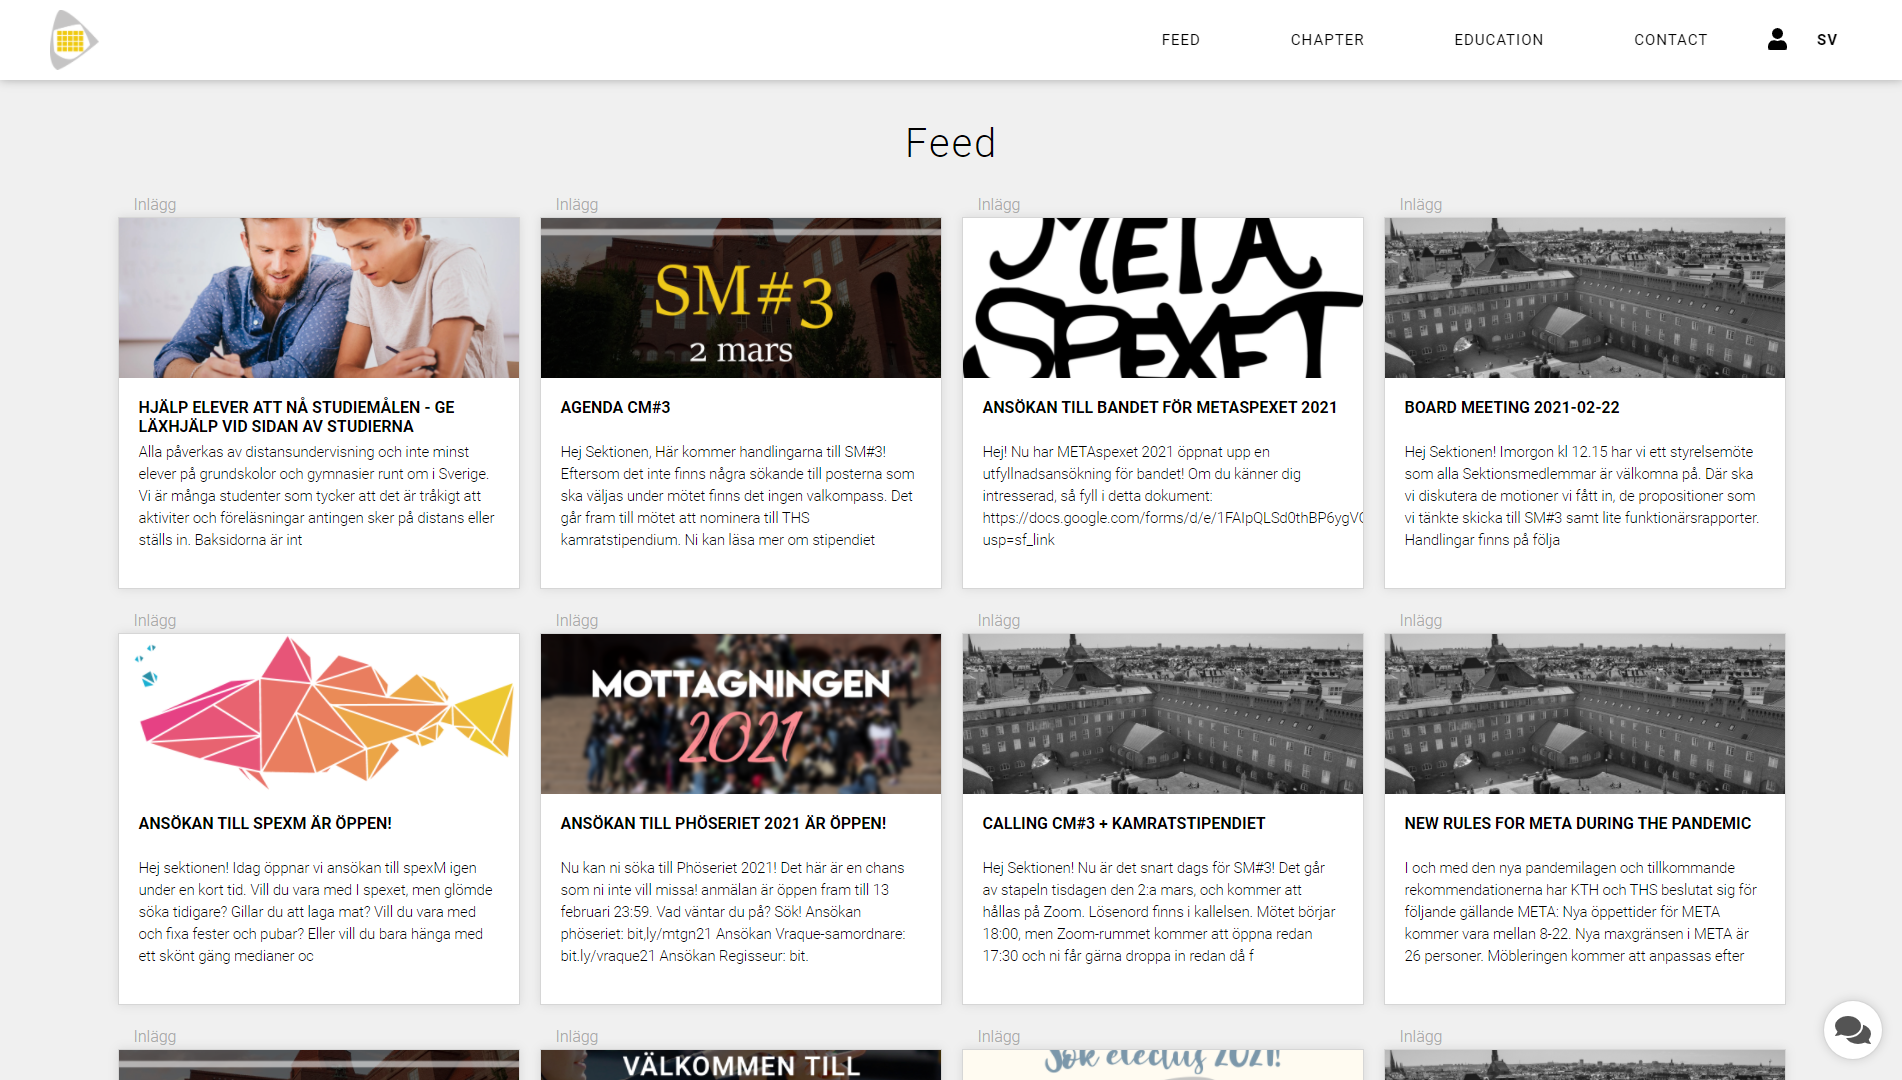 FEED
CHAPTER
EDUCATION
CONTACT
SV
Feed
Inlägg
Inlägg
Inlägg
Inlägg
SM#3
2 mars
META
SPEXET
HJÄLP ELEVER ATT NÅ STUDIEMÅLEN - GE
LÄXHJÄLP VID SIDAN AV STUDIERNA
Alla påverkas av distansundervisning och inte minst
elever på grundskolor och gymnasier runt om i Sverige.
Vi är många studenter som tycker att det är tråkigt att
aktiviter och föreläsningar antingen sker på distans eller
ställs in. Baksidorna är int
AGENDA CM#3
Hej Sektionen, Här kommer handlingarna till SM#3!
Eftersom det inte finns några sökande till posterna som
ska väljas under mötet finns det ingen valkompass. Det
går fram till mötet att nominera till THS
kamratstipendium. Ni kan läsa mer om stipendiet
ANSÖKAN TILL BANDET FÖR METASPEXET 2021
Hej! Nu har METAspexet 2021 öppnat upp en
utfyllnadsansökning för bandet! Om du känner dig
intresserad, så fyll i detta dokument:
https://docs.google.com/forms/d/e/1FAIpQLSd0thBP6ygV
usp=sf_link
BOARD MEETING 2021-02-22
Hej Sektionen! Imorgon kl 12.15 har vi ett styrelsemöte
som alla Sektionsmedlemmar är välkomna på. Där ska
vi diskutera de motioner vi fått in, de propositioner som
vi tänkte skicka till SM#3 samt lite funktionärsrapporter.
Handlingar finns på följa
Inlägg
Inlägg
Inlägg
Inlägg
MOTTAGNINGEN
2021
ANSÖKAN TILL SPEXM ÄR ÖPPEN!
Hej sektionen! Idag öppnar vi ansökan till spexM igen
under en kort tid. Vill du vara med I spexet, men glömde
söka tidigare? Gillar du att laga mat? Vill du vara med
och fixa fester och pubar? Eller vill du bara hänga med
ett skönt gäng medianer oc
ANSÖKAN TILL PHÖSERIET 2021 ÄR ÖPPEN!
Nu kan ni söka till Phöseriet 2021! Det här är en chans
som ni inte vill missa! anmälan är öppen fram till 13
februari 23:59. Vad väntar du på? Sök! Ansökan
phöseriet: bit,ly/mtgn21 Ansökan Vraque-samordnare:
bit.ly/vraque21 Ansökan Regisseur: bit.
CALLING CM#3 + KAMRATSTIPENDIET
Hej Sektionen! Nu är det snart dags för SM#3! Det går
av stapeln tisdagen den 2:a mars, och kommer att
hållas på Zoom. Lösenord finns i kallelsen. Mötet börjar
18:00, men Zoom-rummet kommer att öppna redan
17:30 och ni får gärna droppa in redan då f
NEW RULES FOR META DURING THE PANDEMIC
I och med den nya pandemilagen och tillkommande
rekommendationerna har KTH och THS beslutat sig för
följande gällande META: Nya öppettider för META
kommer vara mellan 8-22. Nya maxgränsen i META är
26 personer. Möbleringen kommer att anpassas efter
Inlägg
Inlägg
Inlägg
Inlägg
VÄLKOMMEN TILL
Sök electus 2021!